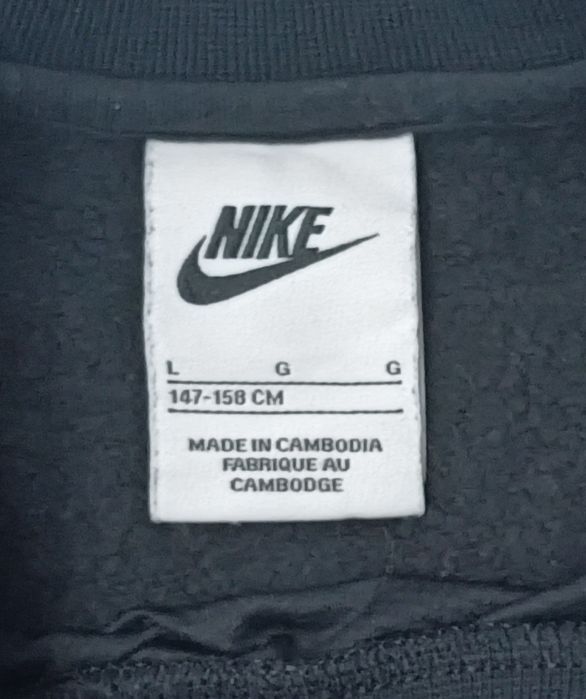 NIKE
L G G
147-158 CM
MADE IN CAMBODIA
FABRIQUE AU
CAMBODGE